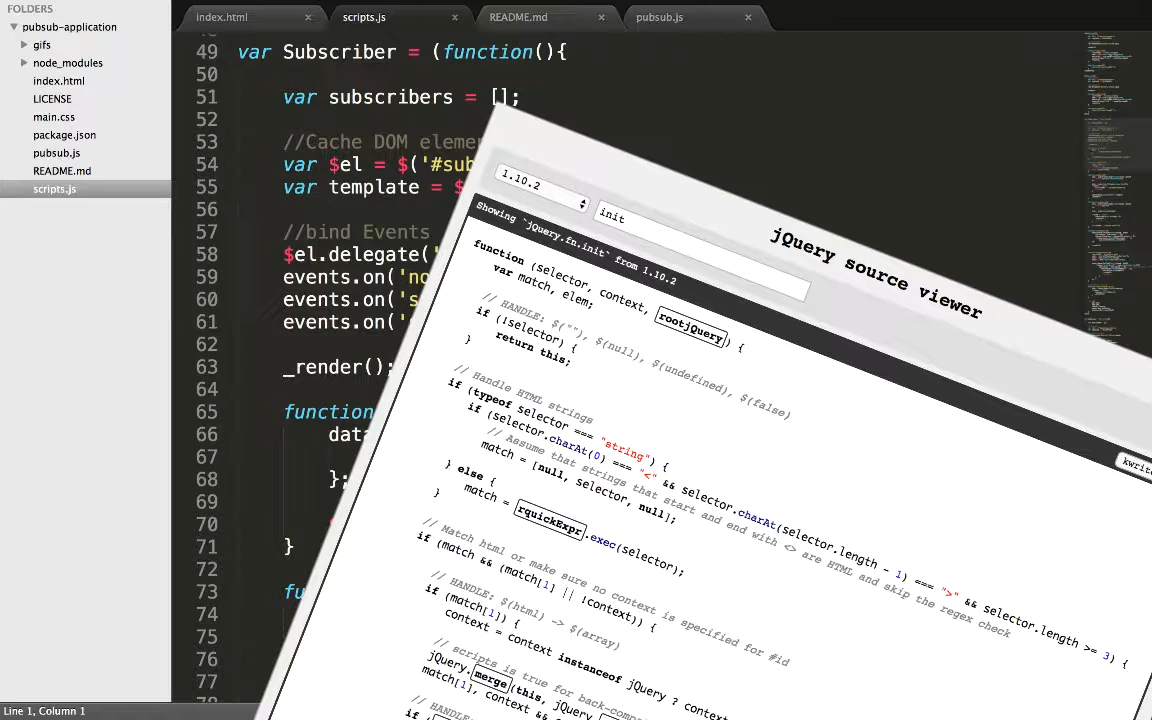 FOLDERS
pubsub-application
gifs
node_modules
index.html
LICENSE
main.css
package.json
pubsub.js
README.md
scripts.js
Line 1, Column 1
index.html × scripts.js × README.md × pubsub.js ×
49 var Subscriber = (function(){
50
51 var subscribers = [];
52
53 //Cache DOM elemen
54 var $el = $('#sub
55 var template = $
56
57 //bind Events
58 $el.delegate('
59 events.on('no
60 events.on('s
61 events.on('
62
63 _render();
64
65 function
66 data
67
68 };
69
70
71 }
72
73 fu
74
75
76
77
1.10.2
init
jQuery source viewer
Showing `jQuery.fn.init` from 1.10.2
kwrite
function (selector, context, rootjQuery) {
var match, elem;
// HANDLE: $(""), $(null), $(undefined), $(false)
if (!selector) {
return this;
}
// Handle HTML strings
if (typeof selector === "string") {
if (selector.charAt(0) === "<" && selector.charAt(selector.length - 1) === ">" && selector.length >= 3) {
// Assume that strings that start and end with <> are HTML and skip the regex check
match = [null, selector, null];
} else {
match = rquickExpr.exec(selector);
}
// Match html or make sure no context is specified for #id
if (match && (match[1] || !context)) {
// HANDLE: $(html) -> $(array)
if (match[1]) {
context = context instanceof jQuery ? context
// scripts is true for back-compa
jQuery.merge(this, jQuery
match[1], context &&
// HANDLE:
if (